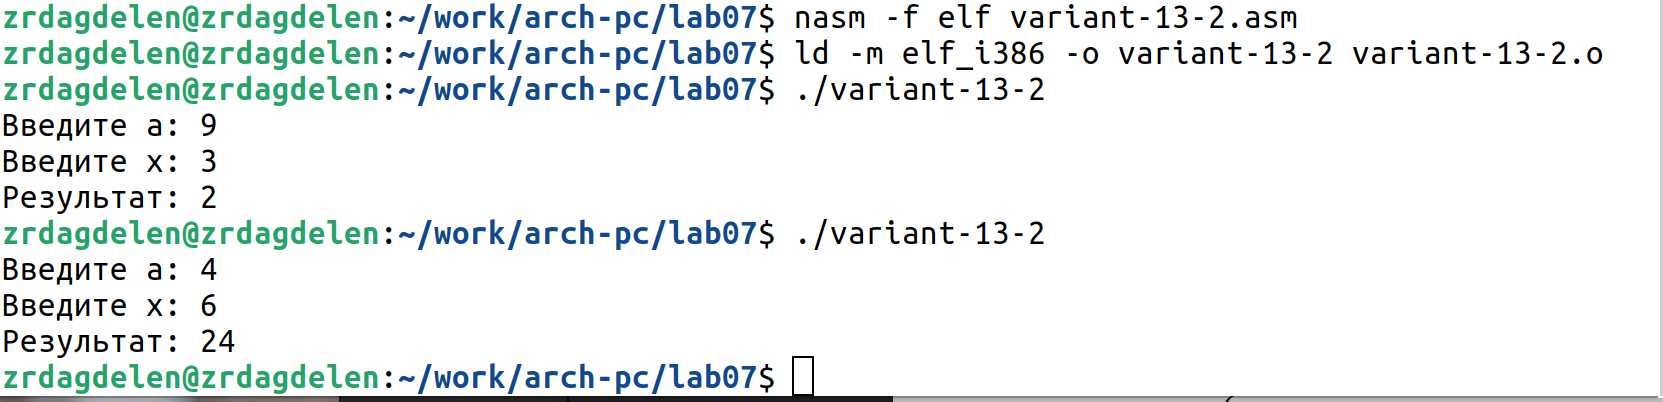 zrdagdelen@zrdagdelen:~/work/arch-pc/lab07$ nasm -f elf variant-13-2.asm
zrdagdelen@zrdagdelen:~/work/arch-pc/lab07$ ld -m elf_i386 -o variant-13-2 variant-13-2.o
zrdagdelen@zrdagdelen:~/work/arch-pc/lab07$ ./variant-13-2
Введите а: 9
Введите х: 3
Результат: 2
zrdagdelen@zrdagdelen:~/work/arch-pc/lab07$ ./variant-13-2
Введите а: 4
Введите х: 6
Результат: 24
zrdagdelen@zrdagdelen:~/work/arch-pc/lab07$